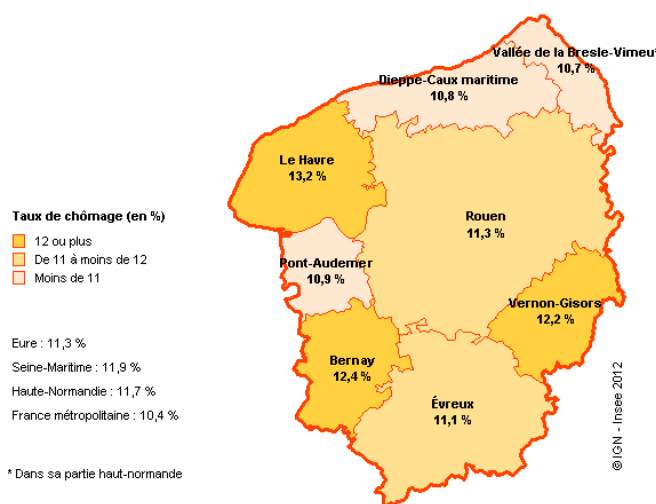 Vallée de la Bresle-Vimeu*
10,7 %
Dieppe-Caux maritime
10,8 %
Le Havre
13,2 %
Rouen
11,3 %
Taux de chômage (en %)
12 ou plus
De 11 à moins de 12
Moins de 11
Pont-Audemer
10,9 %
Vernon-Gisors
12,2 %
Eure : 11,3 %
Seine-Maritime : 11,9 %
Haute-Normandie : 11,7 %
France métropolitaine : 10,4 %
Bernay
12,4 %
Évreux
11,1 %
* Dans sa partie haut-normande
©IGN - Insee 2012